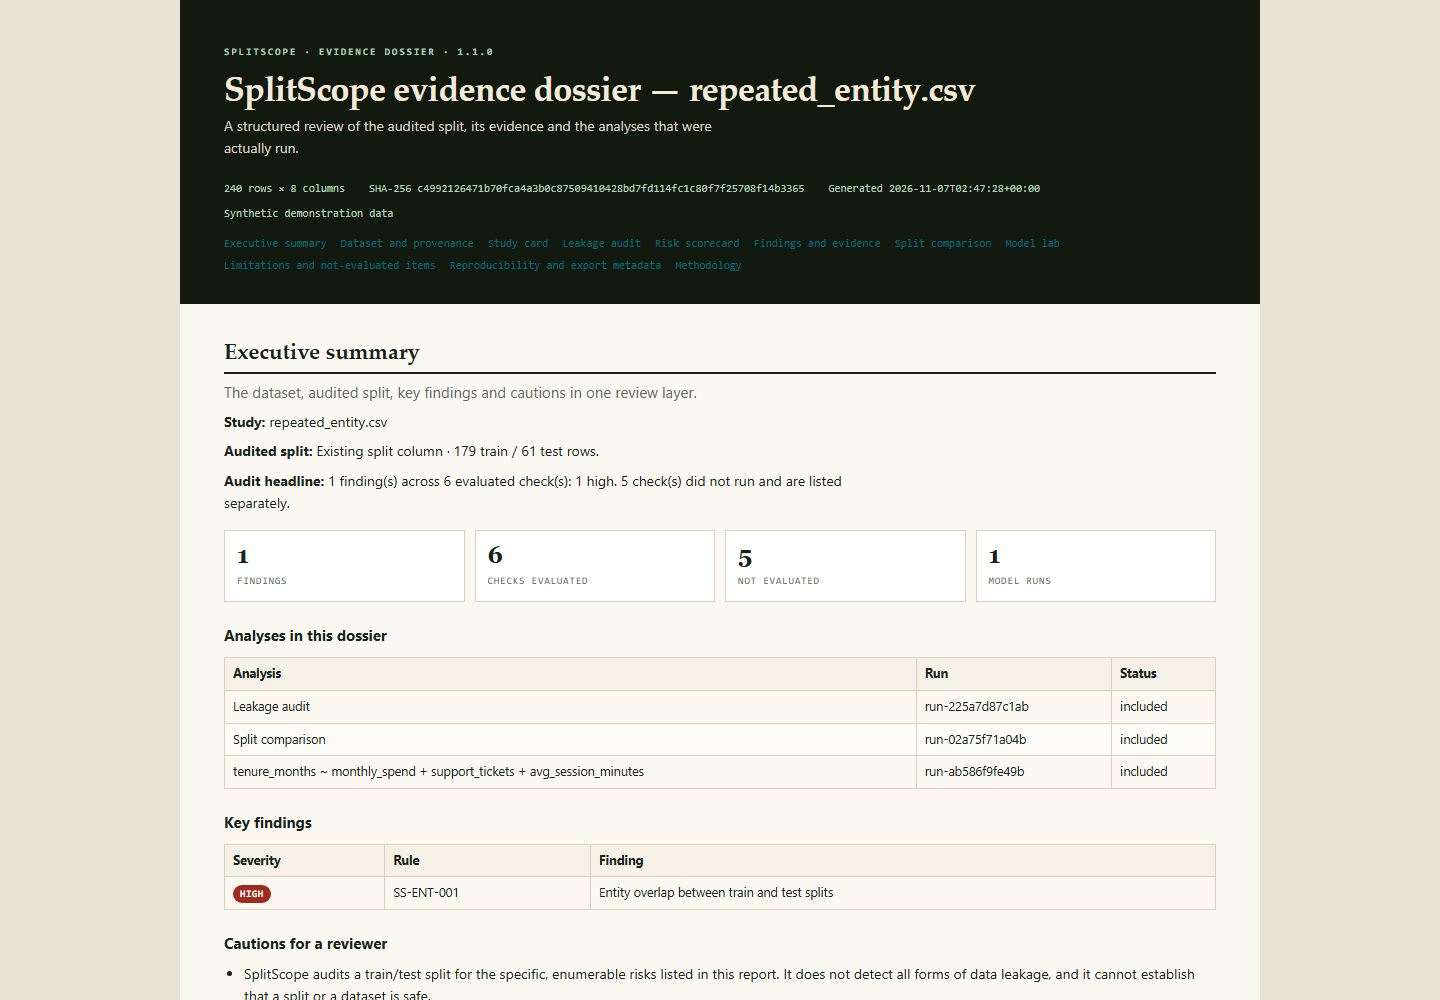 SPLITSCOPE · EVIDENCE DOSSIER · 1.1.0
SplitScope evidence dossier — repeated_entity.csv
A structured review of the audited split, its evidence and the analyses that were
actually run.
240 rows × 8 columns SHA-256 c4992126471b70fca4a3b0c87509410428bd7fd114fc1c80f7f25708f14b3365 Generated 2026-11-07T02:47:28+00:00
Synthetic demonstration data
Executive summary Dataset and provenance Study card Leakage audit Risk scorecard Findings and evidence Split comparison Model lab
Limitations and not-evaluated items Reproducibility and export metadata Methodology
Executive summary
The dataset, audited split, key findings and cautions in one review layer.
Study: repeated_entity.csv
Audited split: Existing split column · 179 train / 61 test rows.
Audit headline: 1 finding(s) across 6 evaluated check(s): 1 high. 5 check(s) did not run and are listed
separately.
1 6 5 1
FINDINGS CHECKS EVALUATED NOT EVALUATED MODEL RUNS
Analyses in this dossier
Analysis Run Status
Leakage audit run-225a7d87c1ab included
Split comparison run-02a75f71a04b included
tenure_months ~ monthly_spend + support_tickets + avg_session_minutes run-ab586f9fe49b included
Key findings
Severity Rule Finding
HIGH SS-ENT-001 Entity overlap between train and test splits
Cautions for a reviewer
• SplitScope audits a train/test split for the specific, enumerable risks listed in this report. It does not detect all forms of data leakage, and it cannot establish
that a split or a dataset is safe.